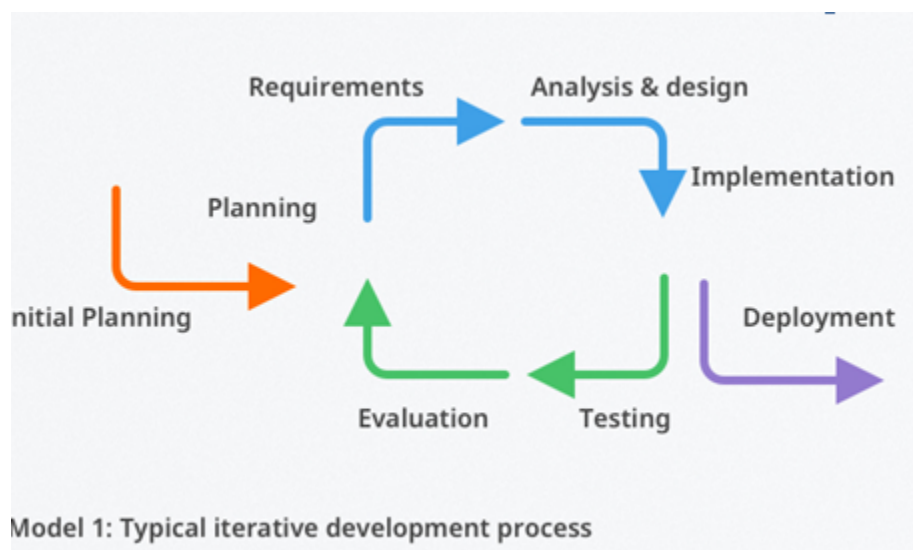 Requirements
Analysis & design
Implementation
Planning
nitial Planning
Deployment
Evaluation
Testing
Model 1: Typical iterative development process